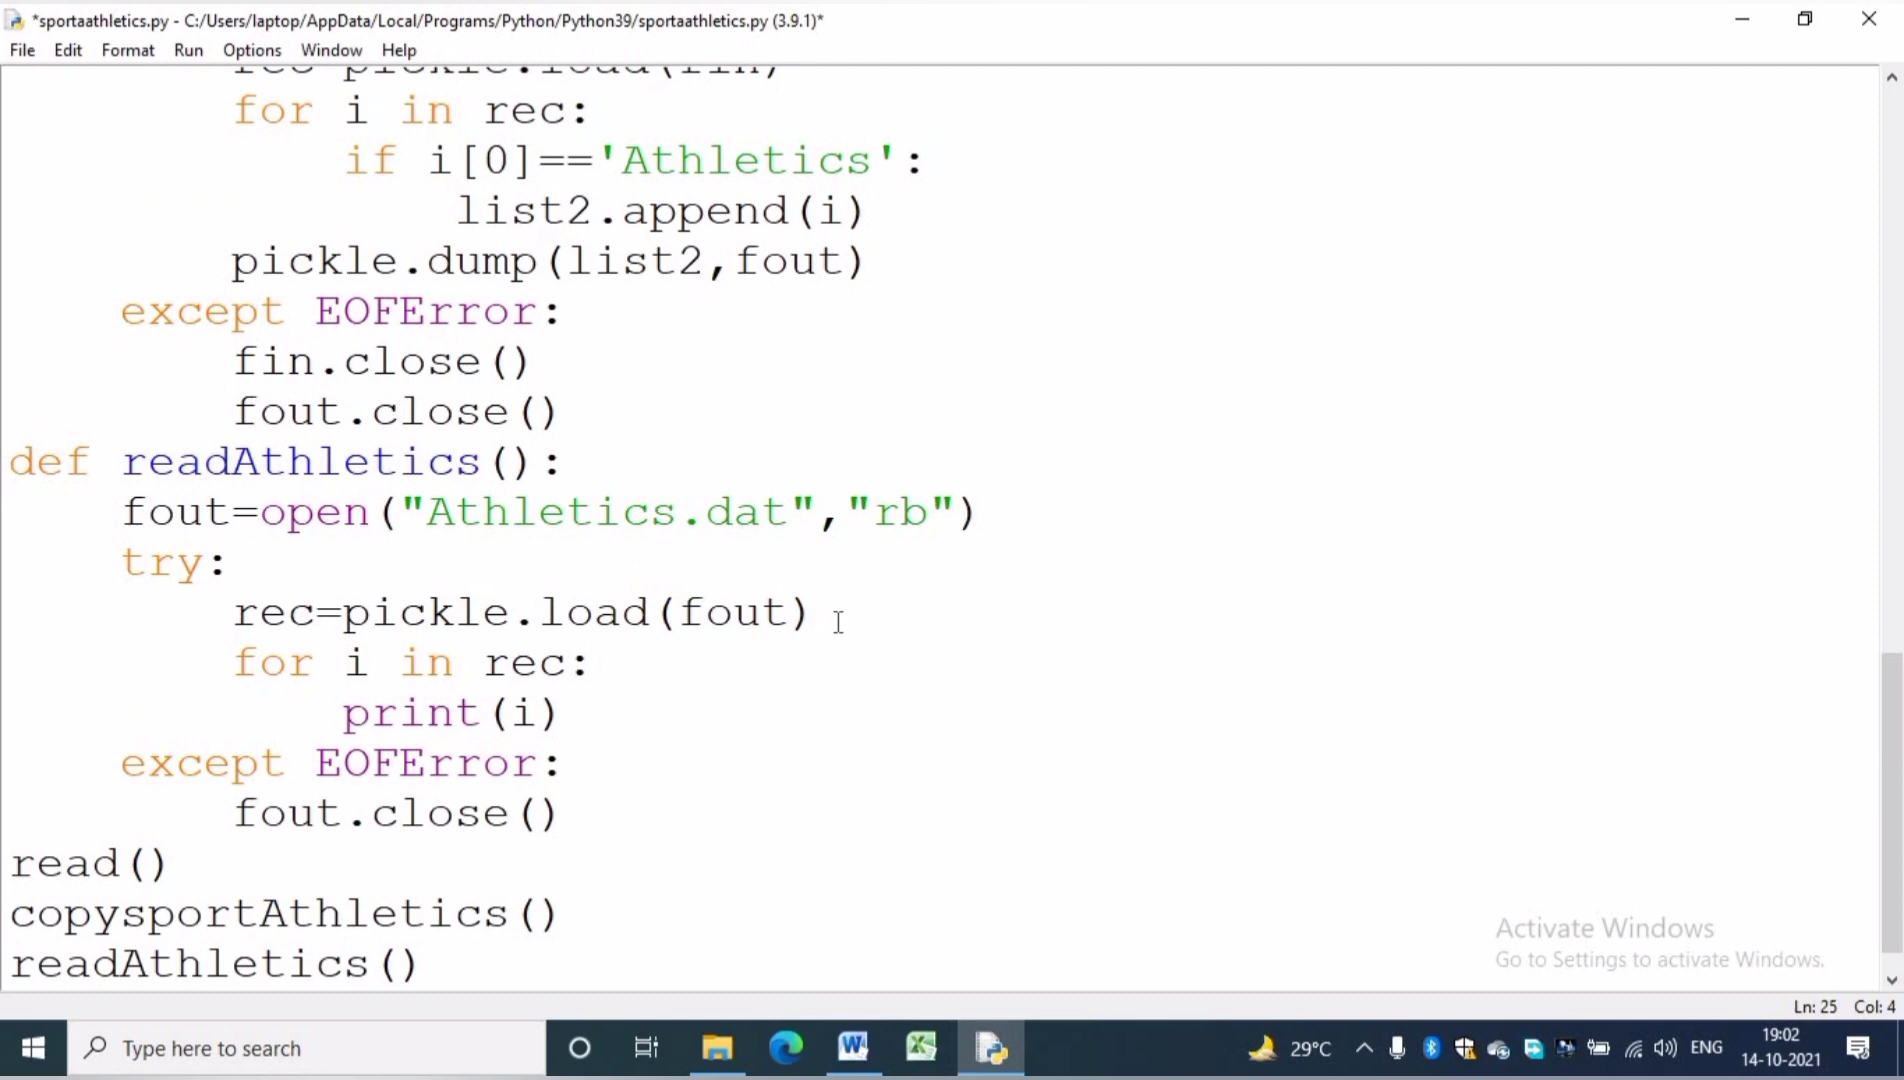 *sportaathletics.py - C:/Users/laptop/AppData/Local/Programs/Python/Python39/sportaathletics.py (3.9.1)*
File Edit Format Run Options Window Help
rec=pickle.load(fin)
for i in rec:
if i[0]=='Athletics':
list2.append(i)
pickle.dump(list2,fout)
except EOFError:
fin.close()
fout.close()
def readAthletics():
fout=open("Athletics.dat","rb")
try:
rec=pickle.load(fout)
for i in rec:
print(i)
except EOFError:
fout.close()
read()
copysportAthletics()
readAthletics()
Activate Windows
Go to Settings to activate Windows.
Ln: 25 Col: 4
Type here to search
29°C
ENG
19:02
14-10-2021